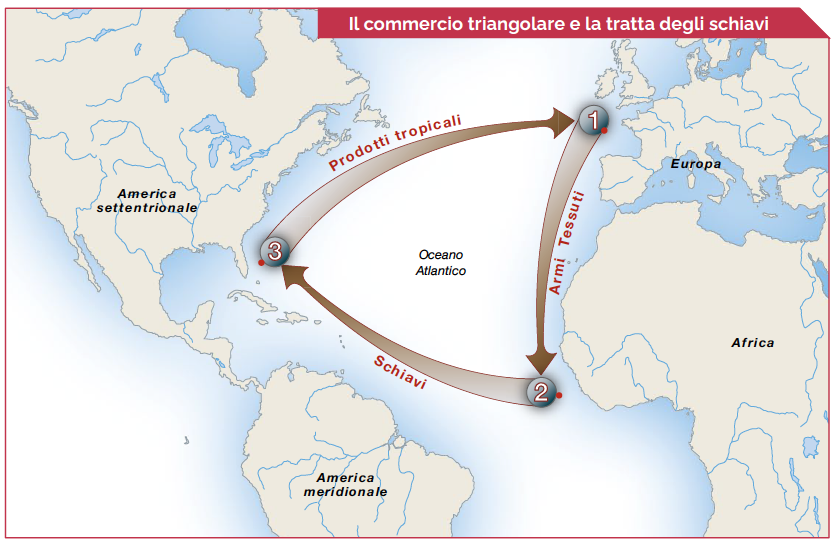 Il commercio triangolare e la tratta degli schiavi
1
Prodotti tropicali
Europa
America
settentrionale
Armi Tessuti
3
Oceano
Atlantico
Africa
Schiavi
2
America
meridionale